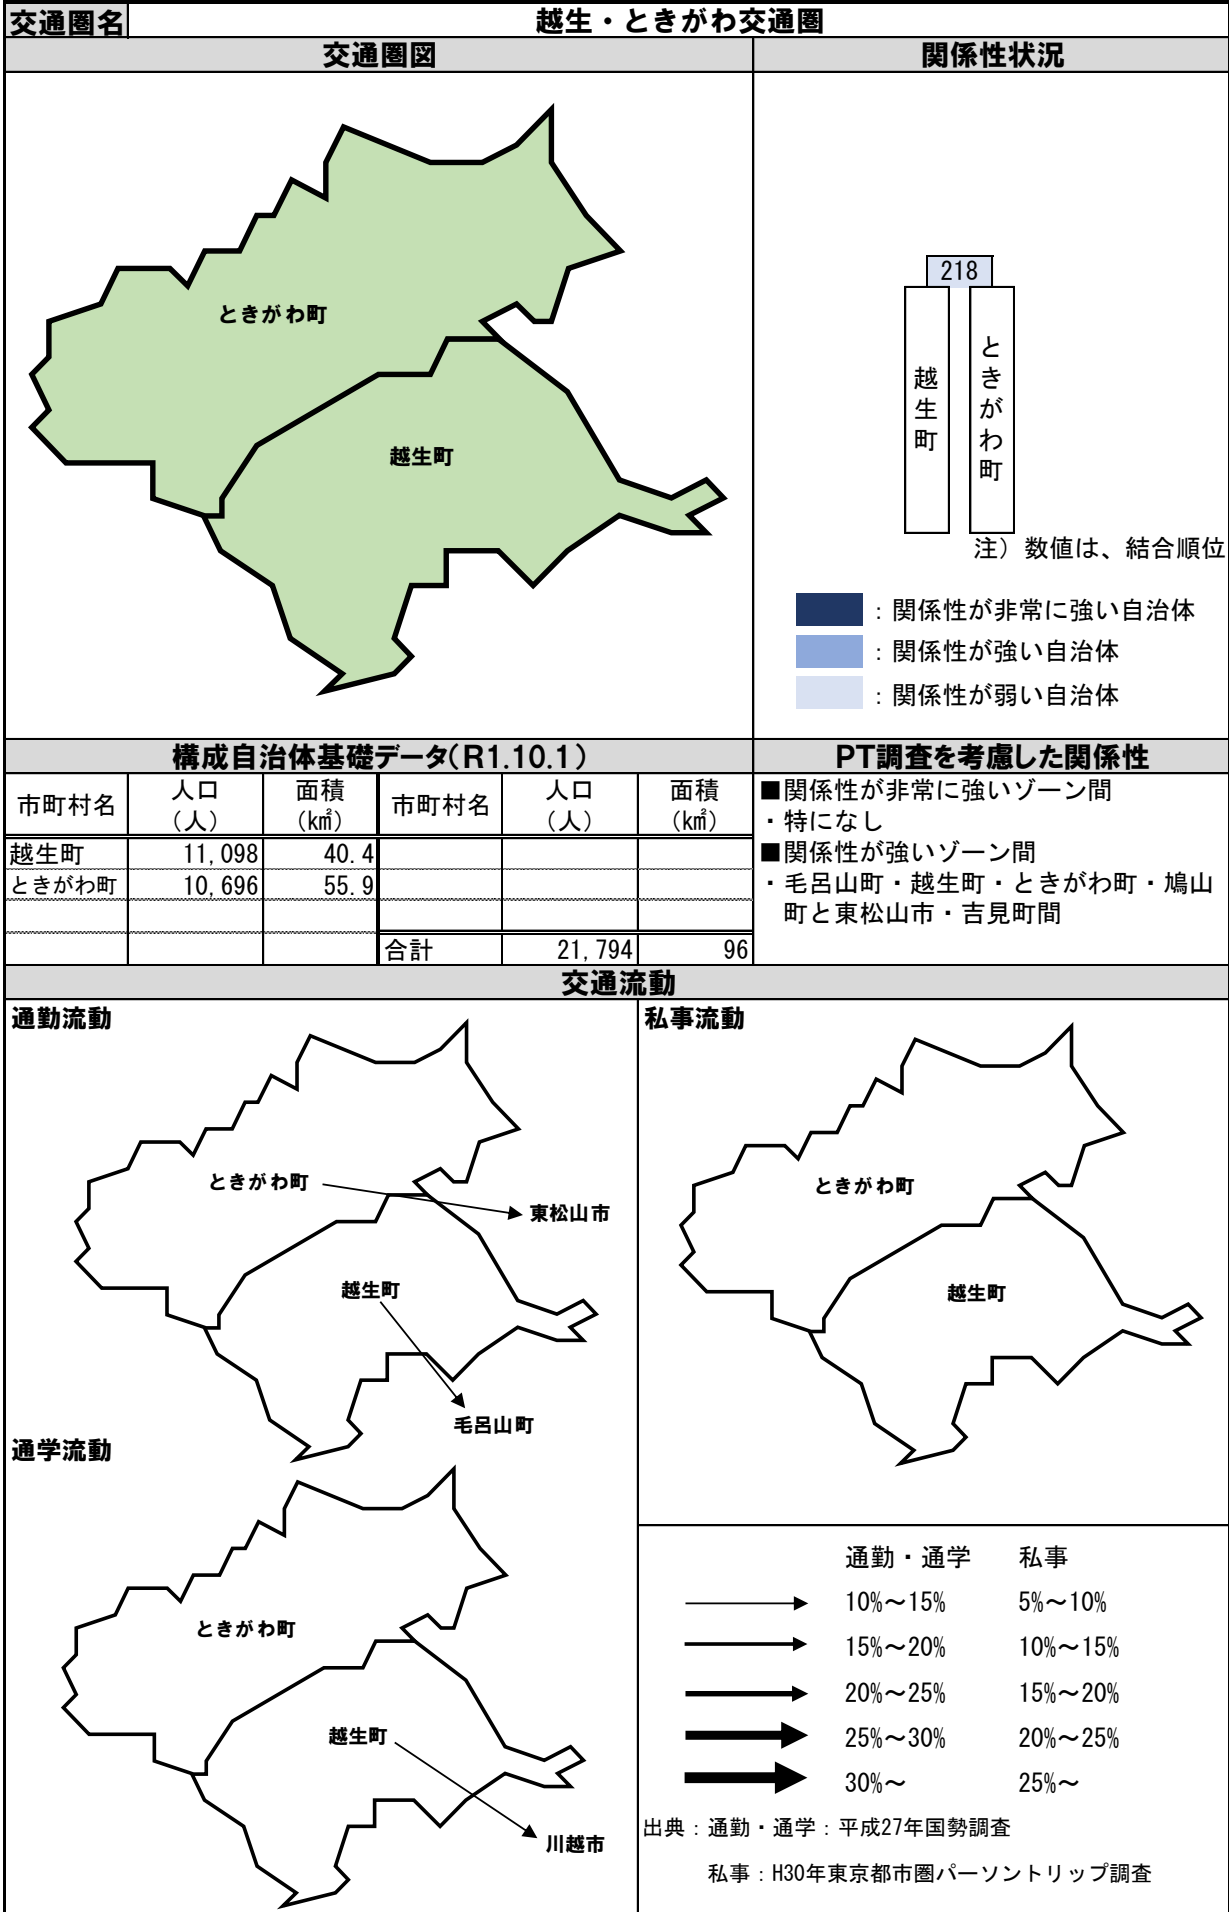 交通圏名 越生・ときがわ交通圏
交通圏図 関係性状況
ときがわ町
越生町
218
越生町
ときがわ町
注）数値は、結合順位
：関係性が非常に強い自治体
：関係性が強い自治体
：関係性が弱い自治体
構成自治体基礎データ(R1.10.1) PT調査を考慮した関係性
市町村名 人口（人） 面積（㎢） 市町村名 人口（人） 面積（㎢）
越生町 11,098 40.4
ときがわ町 10,696 55.9
合計 21,794 96
■関係性が非常に強いゾーン間
・特になし
■関係性が強いゾーン間
・毛呂山町・越生町・ときがわ町・鳩山
町と東松山市・吉見町間
交通流動
通勤流動
ときがわ町
東松山市
越生町
毛呂山町
通学流動
ときがわ町
越生町
川越市
私事流動
ときがわ町
越生町
通勤・通学 私事
10%～15% 5%～10%
15%～20% 10%～15%
20%～25% 15%～20%
25%～30% 20%～25%
30%～ 25%～
出典：通勤・通学：平成27年国勢調査
私事：H30年東京都市圏パーソントリップ調査